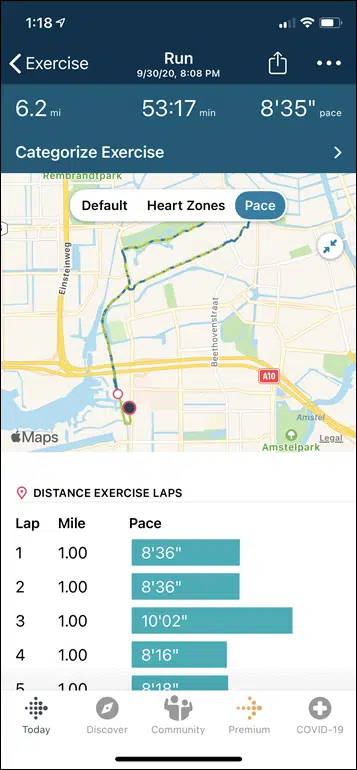 1:18
Exercise
Run
9/30/20, 8:08 PM
6.2 mi 53:17 min 8'35" pace
Categorize Exercise
Rembrandtpark
Default Heart Zones Pace
Einsteinweg
Beethovenstraat
A10
Amstel
Maps
Amstelpark
Legal
DISTANCE EXERCISE LAPS
Lap Mile Pace
1 1.00 8'36"
2 1.00 8'36"
3 1.00 10'02"
4 1.00 8'16"
5 1.00 8'18"
Today Discover Community Premium COVID-19